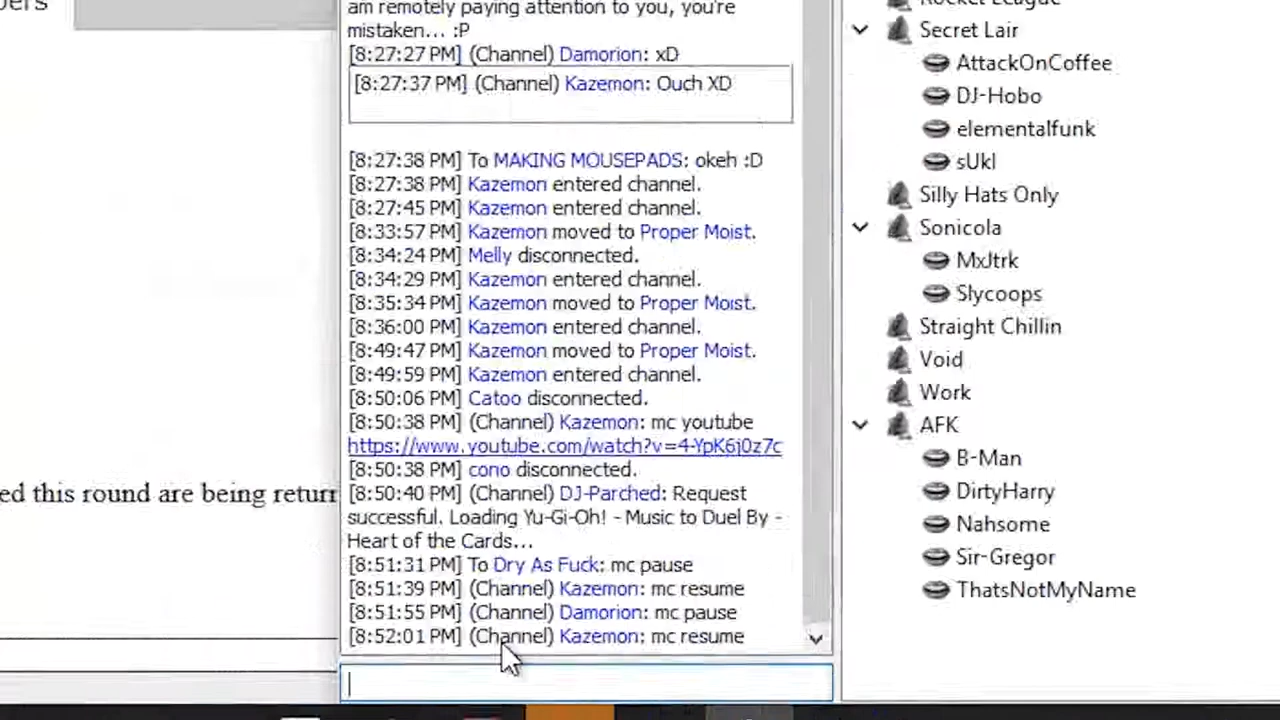 bers
am remotely paying attention to you, you're
mistaken... :P
[8:27:27 PM] (Channel) Damorion: xD
[8:27:37 PM] (Channel) Kazemon: Ouch XD
[8:27:38 PM] To MAKING MOUSEPADS: okeh :D
[8:27:38 PM] Kazemon entered channel.
[8:27:45 PM] Kazemon entered channel.
[8:33:57 PM] Kazemon moved to Proper Moist.
[8:34:24 PM] Melly disconnected.
[8:34:29 PM] Kazemon entered channel.
[8:35:34 PM] Kazemon moved to Proper Moist.
[8:36:00 PM] Kazemon entered channel.
[8:49:47 PM] Kazemon moved to Proper Moist.
[8:49:59 PM] Kazemon entered channel.
[8:50:06 PM] Catoo disconnected.
[8:50:38 PM] (Channel) Kazemon: mc youtube
https://www.youtube.com/watch?v=4-YpK6j0z7c
[8:50:38 PM] cono disconnected.
[8:50:40 PM] (Channel) DJ-Parched: Request
successful. Loading Yu-Gi-Oh! - Music to Duel By -
Heart of the Cards...
[8:51:31 PM] To Dry As Fuck: mc pause
[8:51:39 PM] (Channel) Kazemon: mc resume
[8:51:55 PM] (Channel) Damorion: mc pause
[8:52:01 PM] (Channel) Kazemon: mc resume
ed this round are being return
Rocket League
Secret Lair
AttackOnCoffee
DJ-Hobo
elementalfunk
sUkl
Silly Hats Only
Sonicola
MxJtrk
Slycoops
Straight Chillin
Void
Work
AFK
B-Man
DirtyHarry
Nahsome
Sir-Gregor
ThatsNotMyName